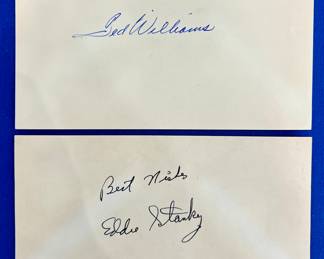 Ted Williams
Best Wishes
Eddie Stanky